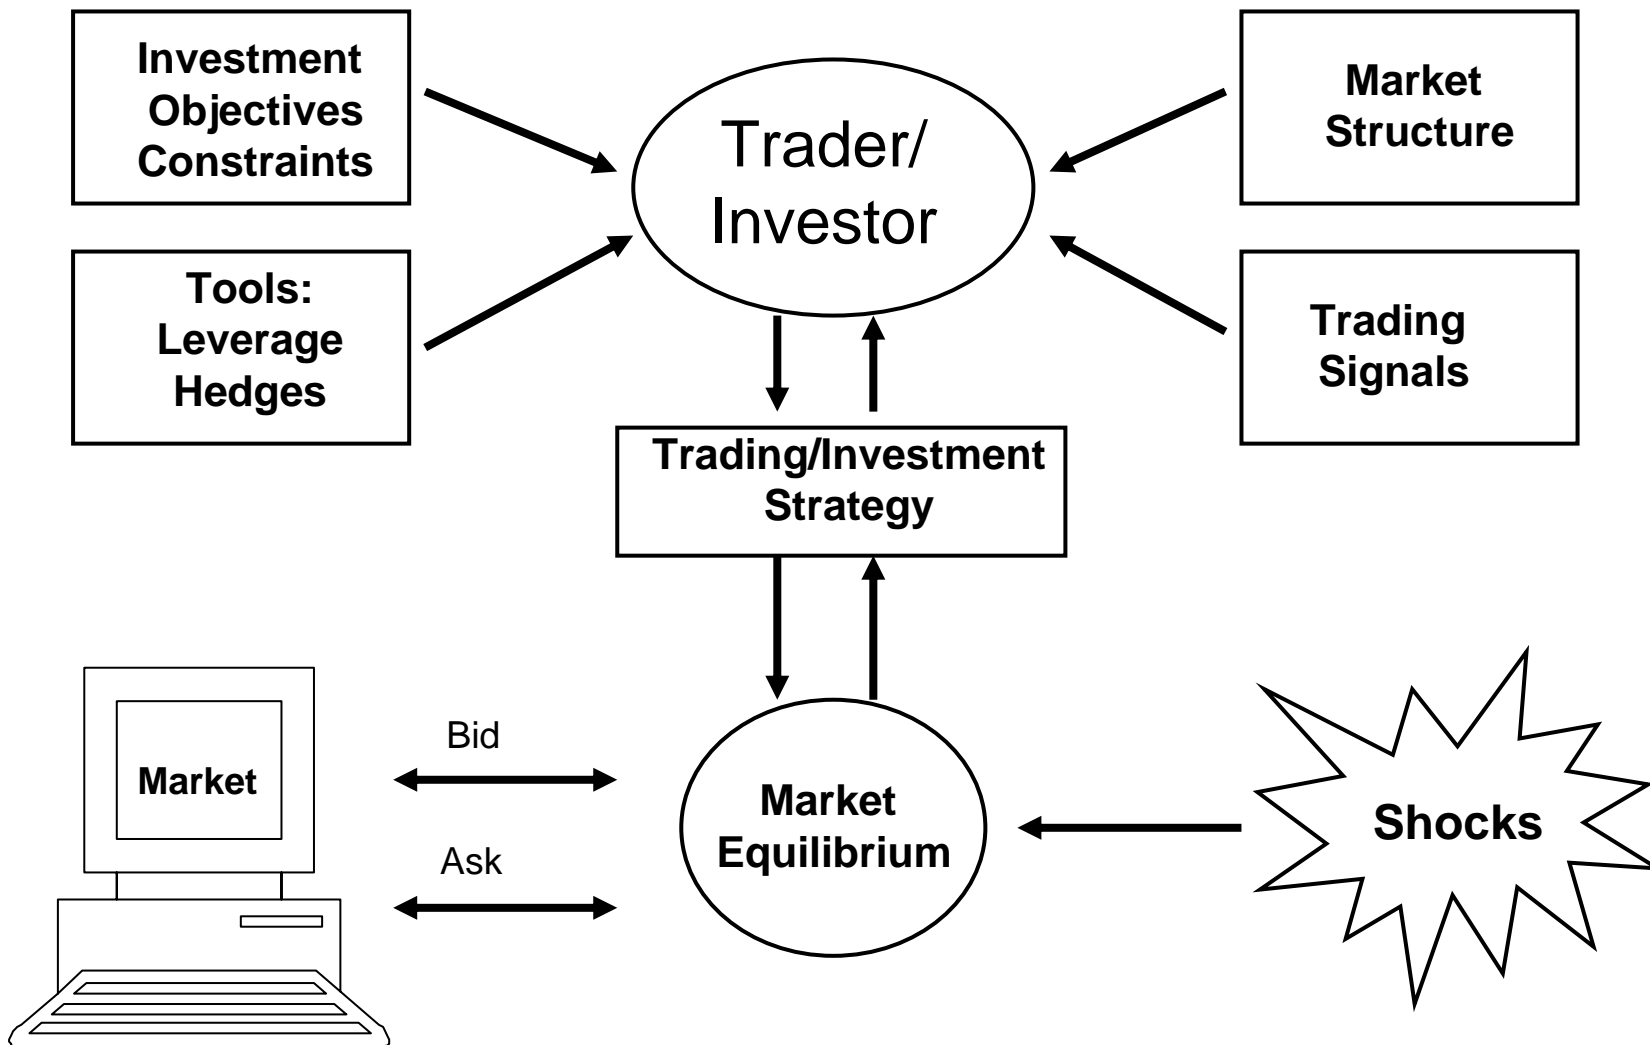 Investment
Objectives
Constraints
Trader/
Investor
Market
Structure
Tools:
Leverage
Hedges
Trading
Signals
Trading/Investment
Strategy
Market
Bid
Ask
Market
Equilibrium
Shocks